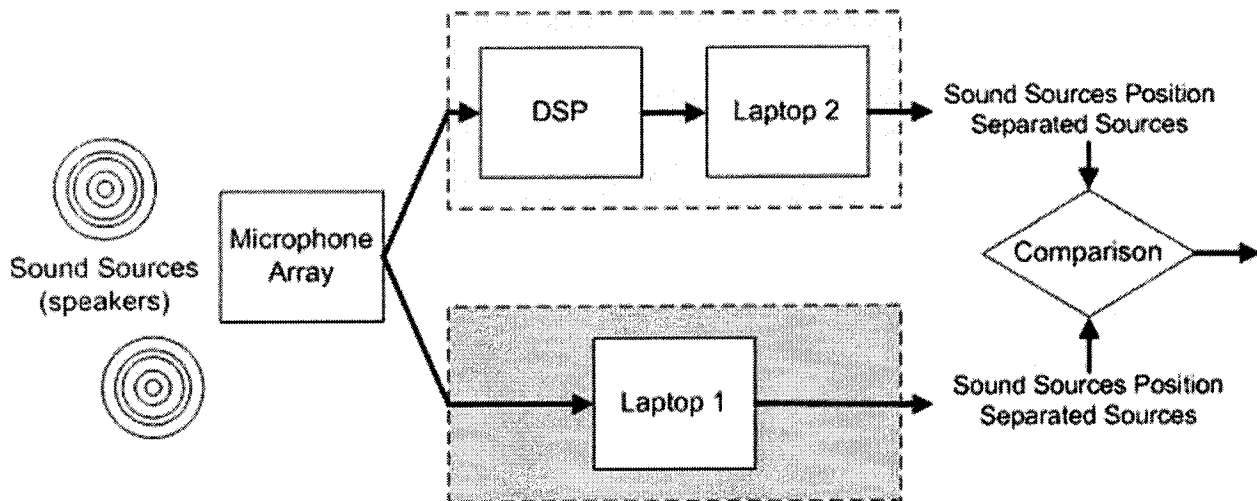 Sound Sources
(speakers)
Microphone
Array
DSP
Laptop 2
Sound Sources Position
Separated Sources
Comparison
Laptop 1
Sound Sources Position
Separated Sources